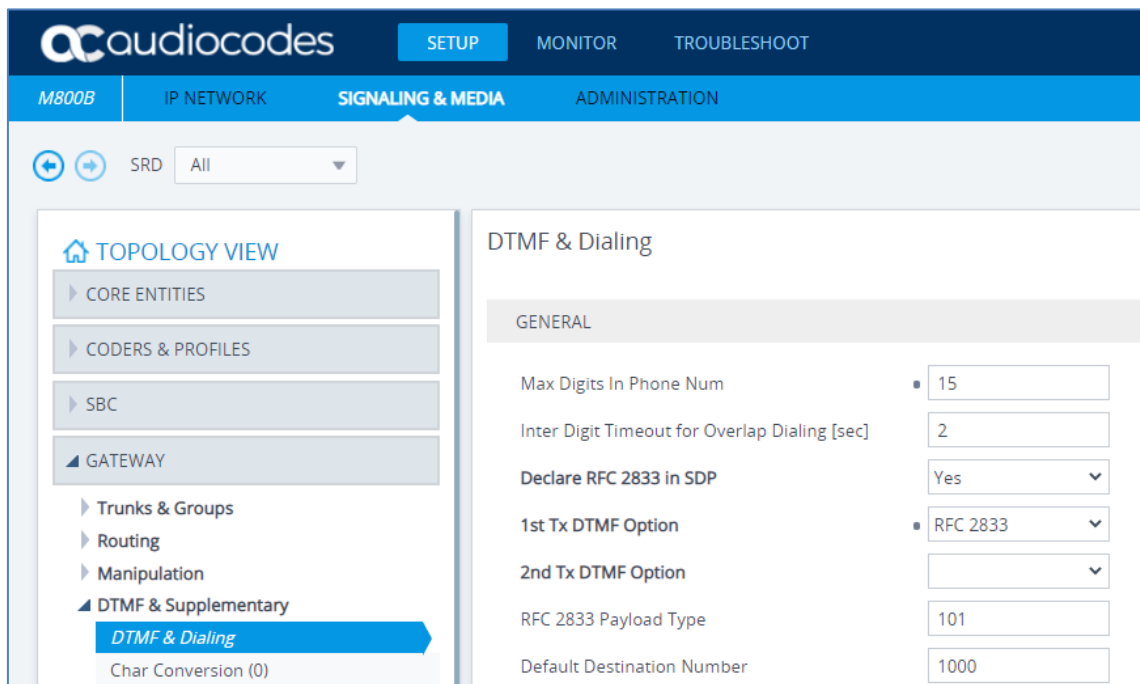 audiocodes SETUP MONITOR TROUBLESHOOT
M800B IP NETWORK SIGNALING & MEDIA ADMINISTRATION
SRD All
TOPOLOGY VIEW
CORE ENTITIES
CODERS & PROFILES
SBC
GATEWAY
Trunks & Groups
Routing
Manipulation
DTMF & Supplementary
DTMF & Dialing
Char Conversion (0)
DTMF & Dialing
GENERAL
Max Digits In Phone Num 15
Inter Digit Timeout for Overlap Dialing [sec] 2
Declare RFC 2833 in SDP Yes
1st Tx DTMF Option RFC 2833
2nd Tx DTMF Option
RFC 2833 Payload Type 101
Default Destination Number 1000